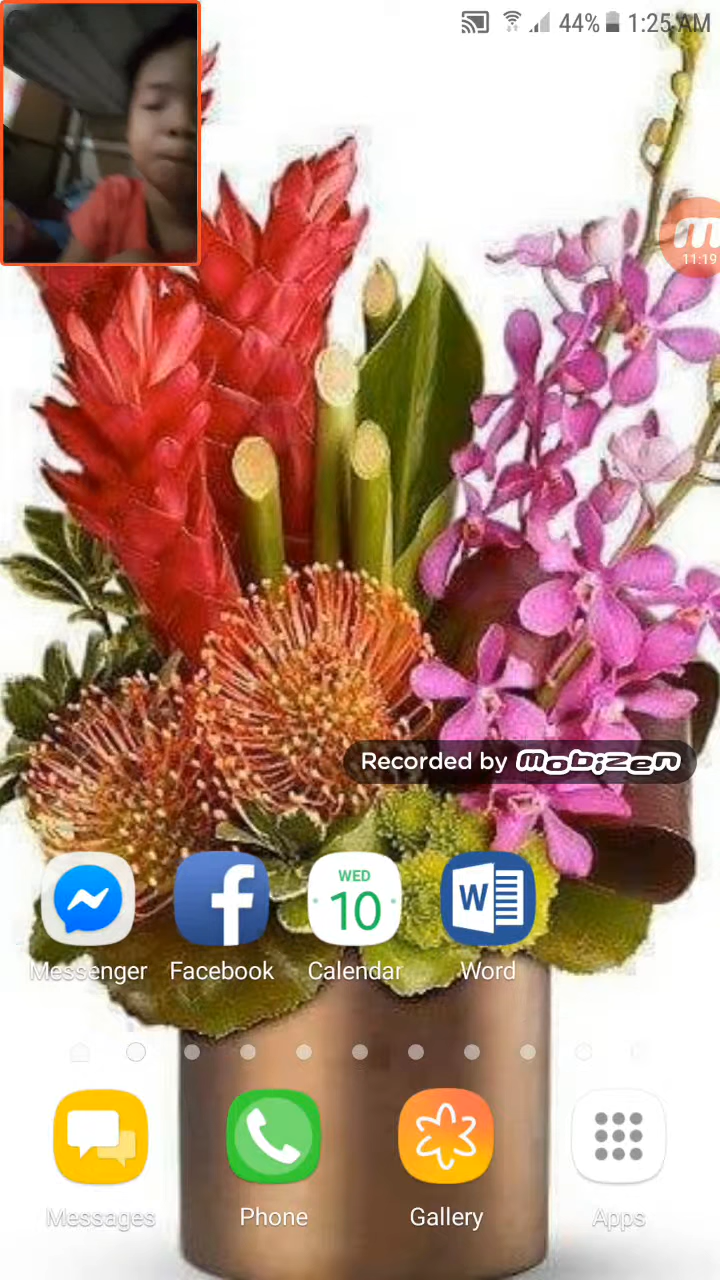 44% 1:25 AM
11:19
Recorded by mobizen
WED
10
W
Messenger Facebook Calendar Word
Messages Phone Gallery Apps